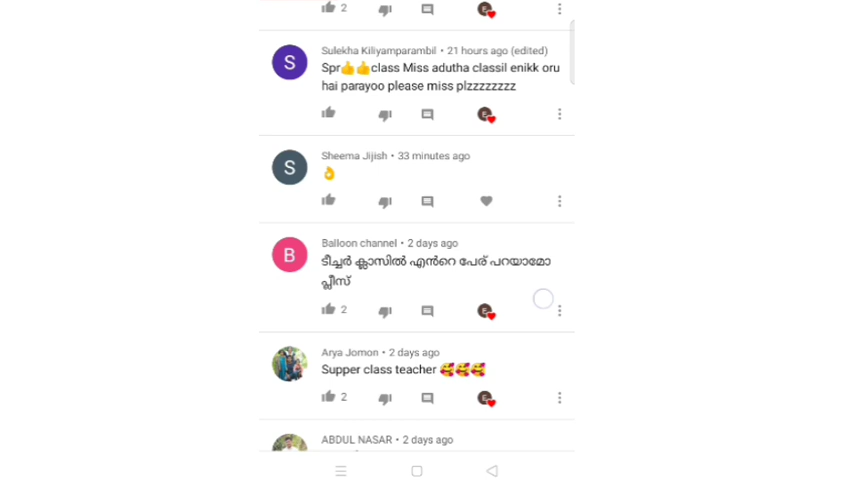 2
Sulekha Kiliyamparambil • 21 hours ago (edited)
Spr👍👍class Miss adutha classil enikk oru
hai parayoo please miss plzzzzzzzz
S
E
Sheema Jijish • 33 minutes ago
S
👌
Balloon channel • 2 days ago
B
ടീച്ചർ ക്ലാസിൽ എൻറെ പേര് പറയാമോ
പ്ലീസ്
2
E
Arya Jomon • 2 days ago
Supper class teacher 🥰🥰🥰
2
E
ABDUL NASAR • 2 days ago